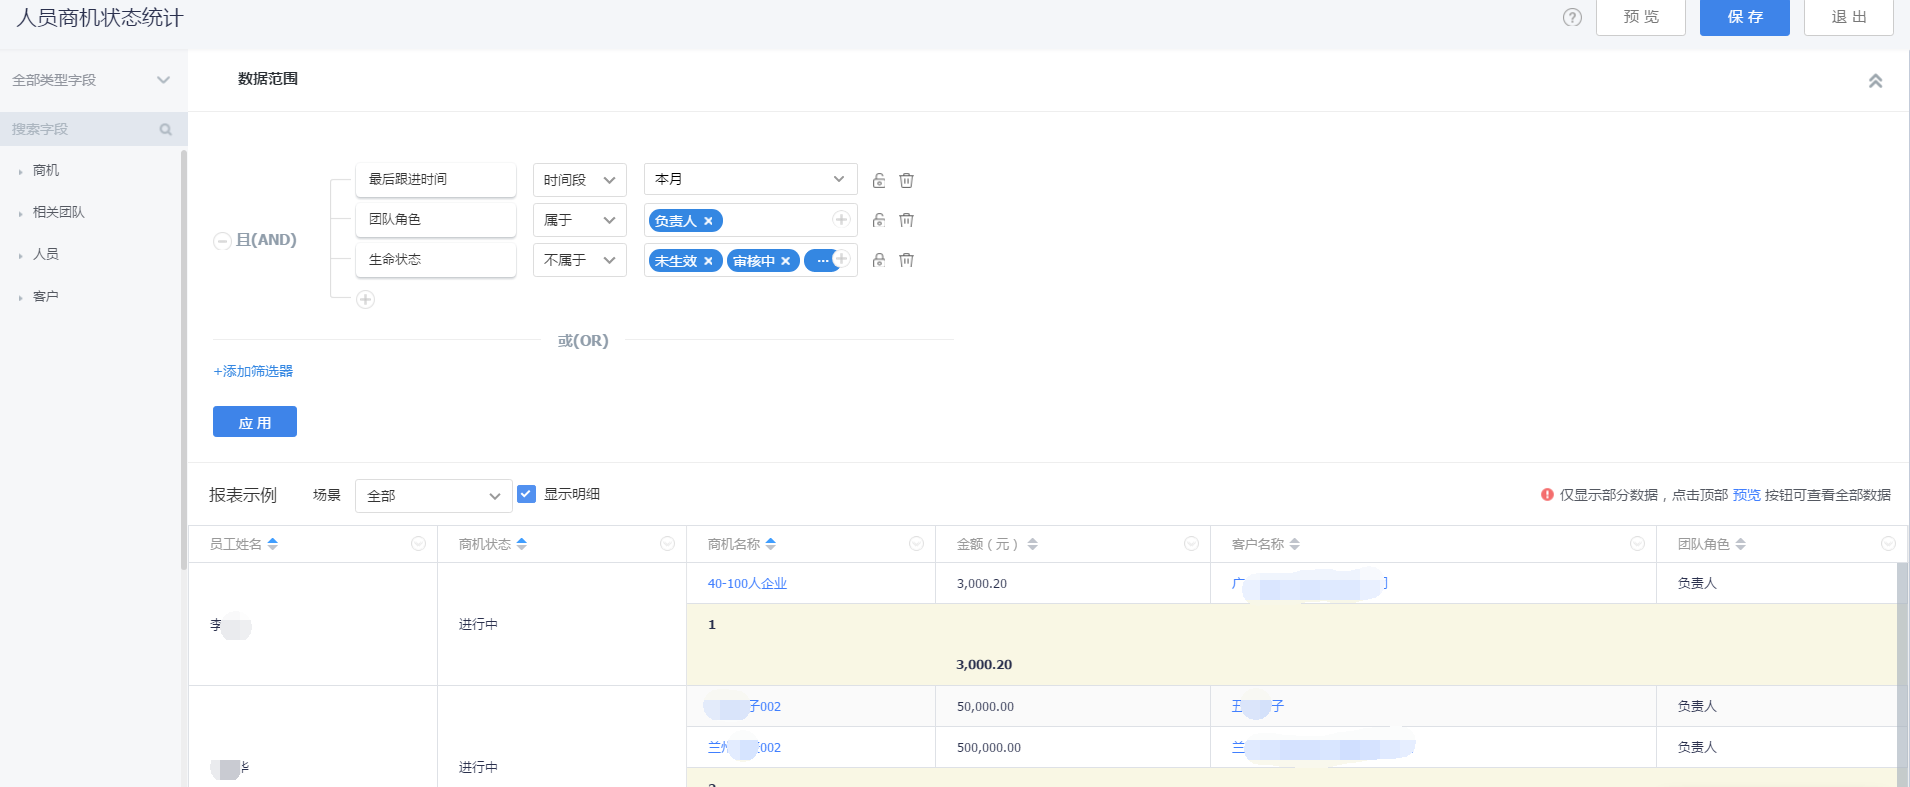 人员商机状态统计
? 预 览 保 存 退 出
全部类型字段
数据范围
搜索字段
商机
相关团队
人员
客户
且(AND)
最后跟进时间 时间段 本月
团队角色 属于 负责人 ×
生命状态 不属于 未生效 × 审核中 × ...
或(OR)
+添加筛选器
应 用
报表示例 场景 全部 显示明细 仅显示部分数据，点击顶部 预览 按钮可查看全部数据
员工姓名 商机状态 商机名称 金额（元） 客户名称 团队角色
李 进行中
40-100人企业 3,000.20 广 负责人
1
3,000.20
华 进行中
子002 50,000.00 丑 子 负责人
兰 002 500,000.00 兰 负责人